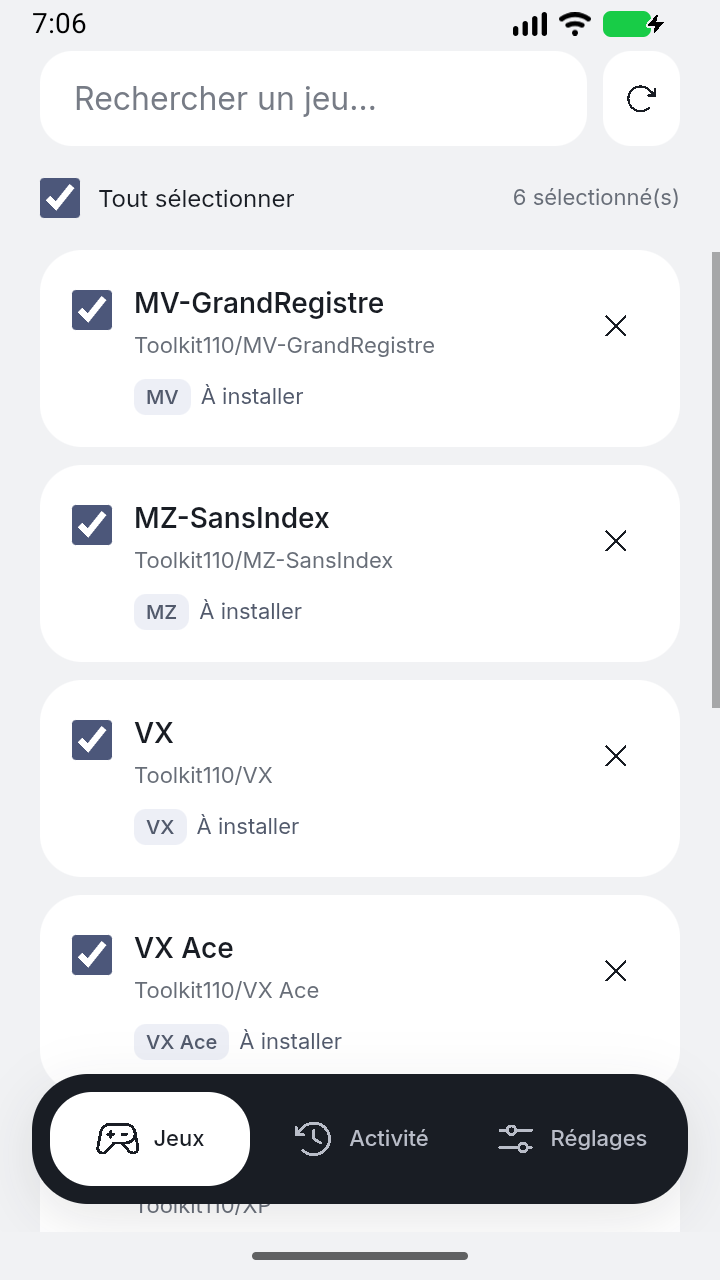 7:06
Rechercher un jeu...
Tout sélectionner
6 sélectionné(s)
MV-GrandRegistre
Toolkit110/MV-GrandRegistre
MV À installer
MZ-SansIndex
Toolkit110/MZ-SansIndex
MZ À installer
VX
Toolkit110/VX
VX À installer
VX Ace
Toolkit110/VX Ace
VX Ace À installer
Jeux
Activité
Réglages
Toolkit110/XP